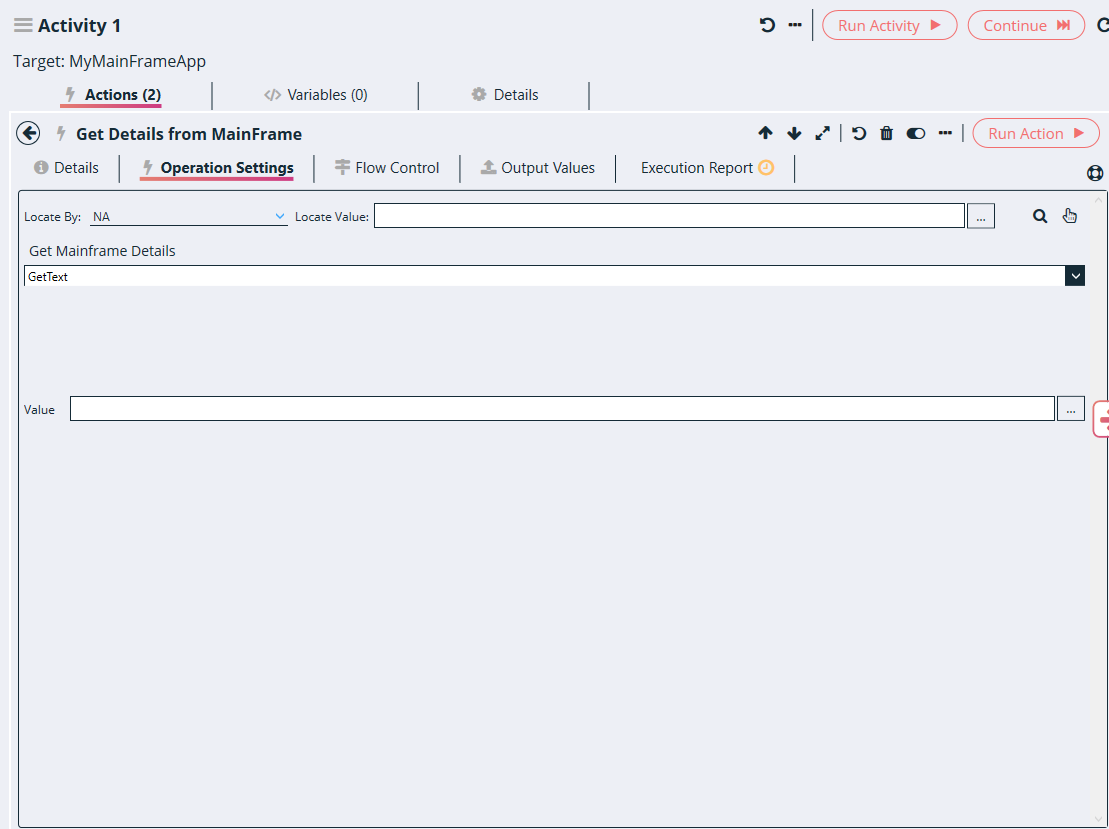 Activity 1
Run Activity
Continue
Target: MyMainFrameApp
Actions (2)
Variables (0)
Details
Get Details from MainFrame
Run Action
Details
Operation Settings
Flow Control
Output Values
Execution Report
Locate By: NA
Locate Value:
...
Get Mainframe Details
GetText
Value
...